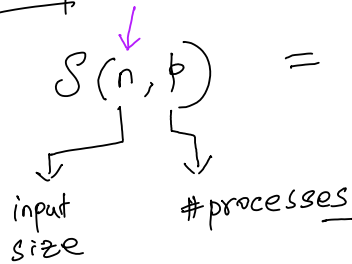 S(n, p) =
input #processes
size